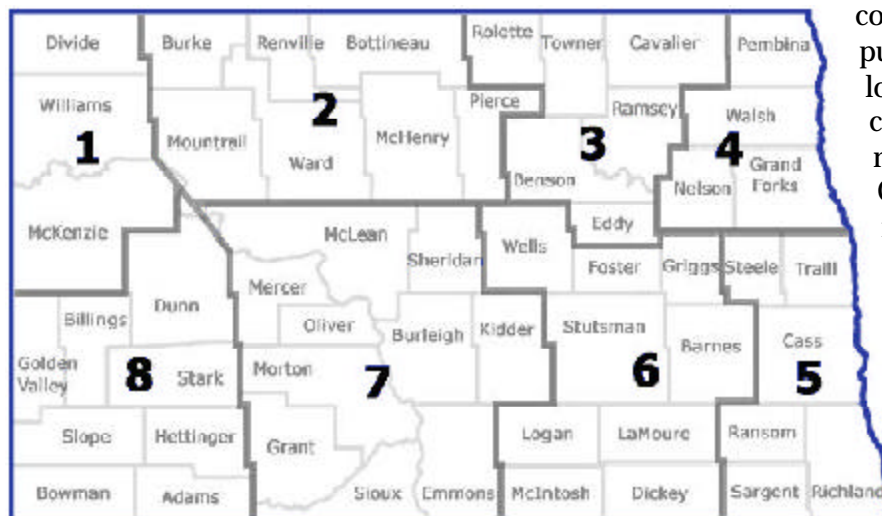 Divide Burke Renville Bottineau Rolette Towner Cavalier Pembina
Williams Pierce Ramsey Walsh
1 Mountrail 2 McHenry 3 4
Ward Benson Nelson Grand
Forks
McKenzie McLean Eddy
Sheridan Wells Foster Griggs Steele Traill
Billings Dunn Mercer
Oliver Burleigh Kidder Stutsman Barnes Cass
Golden
Valley 8 Stark Morton 7 6 5
Slope Hettinger Grant Logan LaMoure Ransom
Bowman Adams Sioux Emmons McIntosh Dickey Sargent Richland
co
pu
lo
c